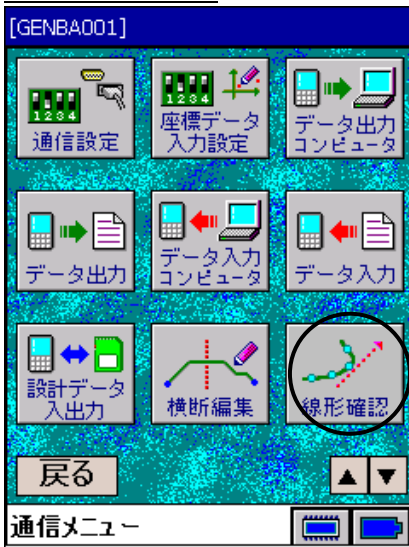 [GENBA001]
1234
通信設定
1234
座標データ
入力設定
データ出力
コンピュータ
データ出力
データ入力
コンピュータ
データ入力
設計データ
入出力
横断編集
線形確認
戻る
▲
▼
通信メニュー